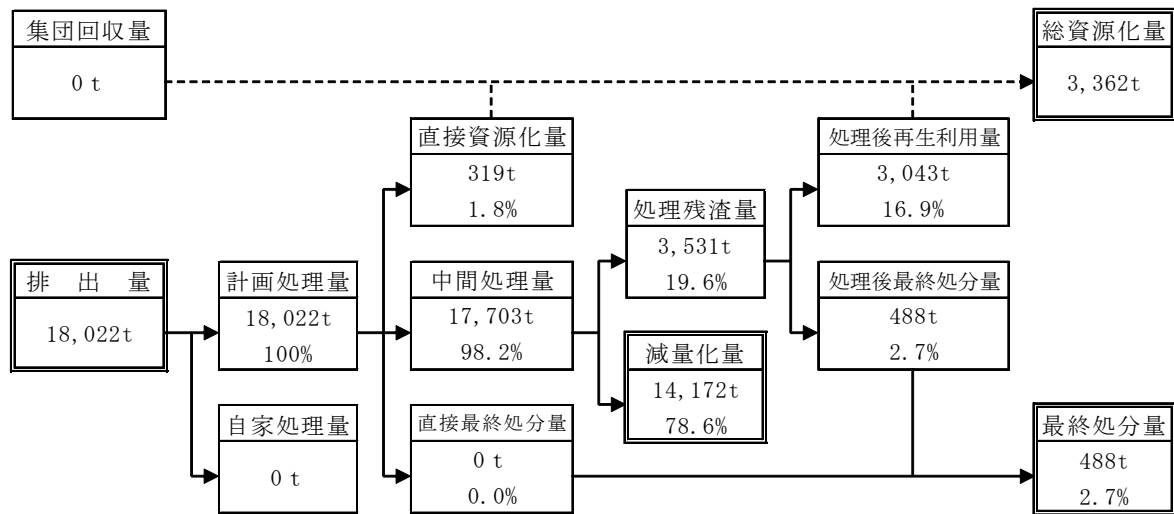 集団回収量
0 t
総資源化量
3,362t
直接資源化量
319t
1.8%
処理後再生利用量
3,043t
16.9%
処理残渣量
3,531t
19.6%
排 出 量
18,022t
計画処理量
18,022t
100%
中間処理量
17,703t
98.2%
処理後最終処分量
488t
2.7%
減量化量
14,172t
78.6%
自家処理量
0 t
直接最終処分量
0 t
0.0%
最終処分量
488t
2.7%